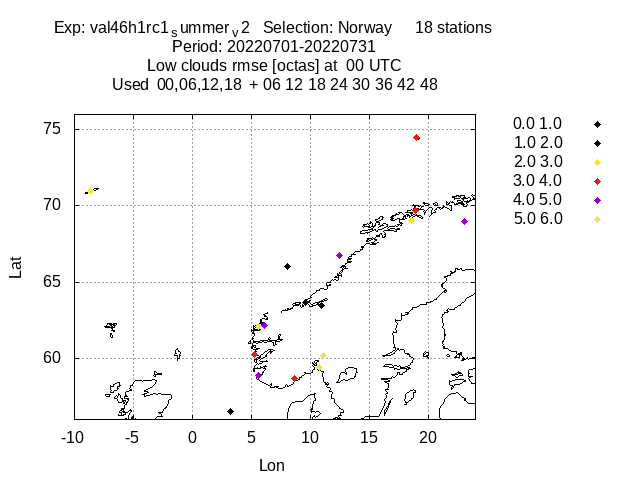 Exp: val46h1rc1summerv2 Selection: Norway 18 stations
Period: 20220701-20220731
Low clouds rmse [octas] at 00 UTC
Used 00,06,12,18 + 06 12 18 24 30 36 42 48
75
70
65
60
Lat
-10 -5 0 5 10 15 20
Lon
0.0 1.0
1.0 2.0
2.0 3.0
3.0 4.0
4.0 5.0
5.0 6.0